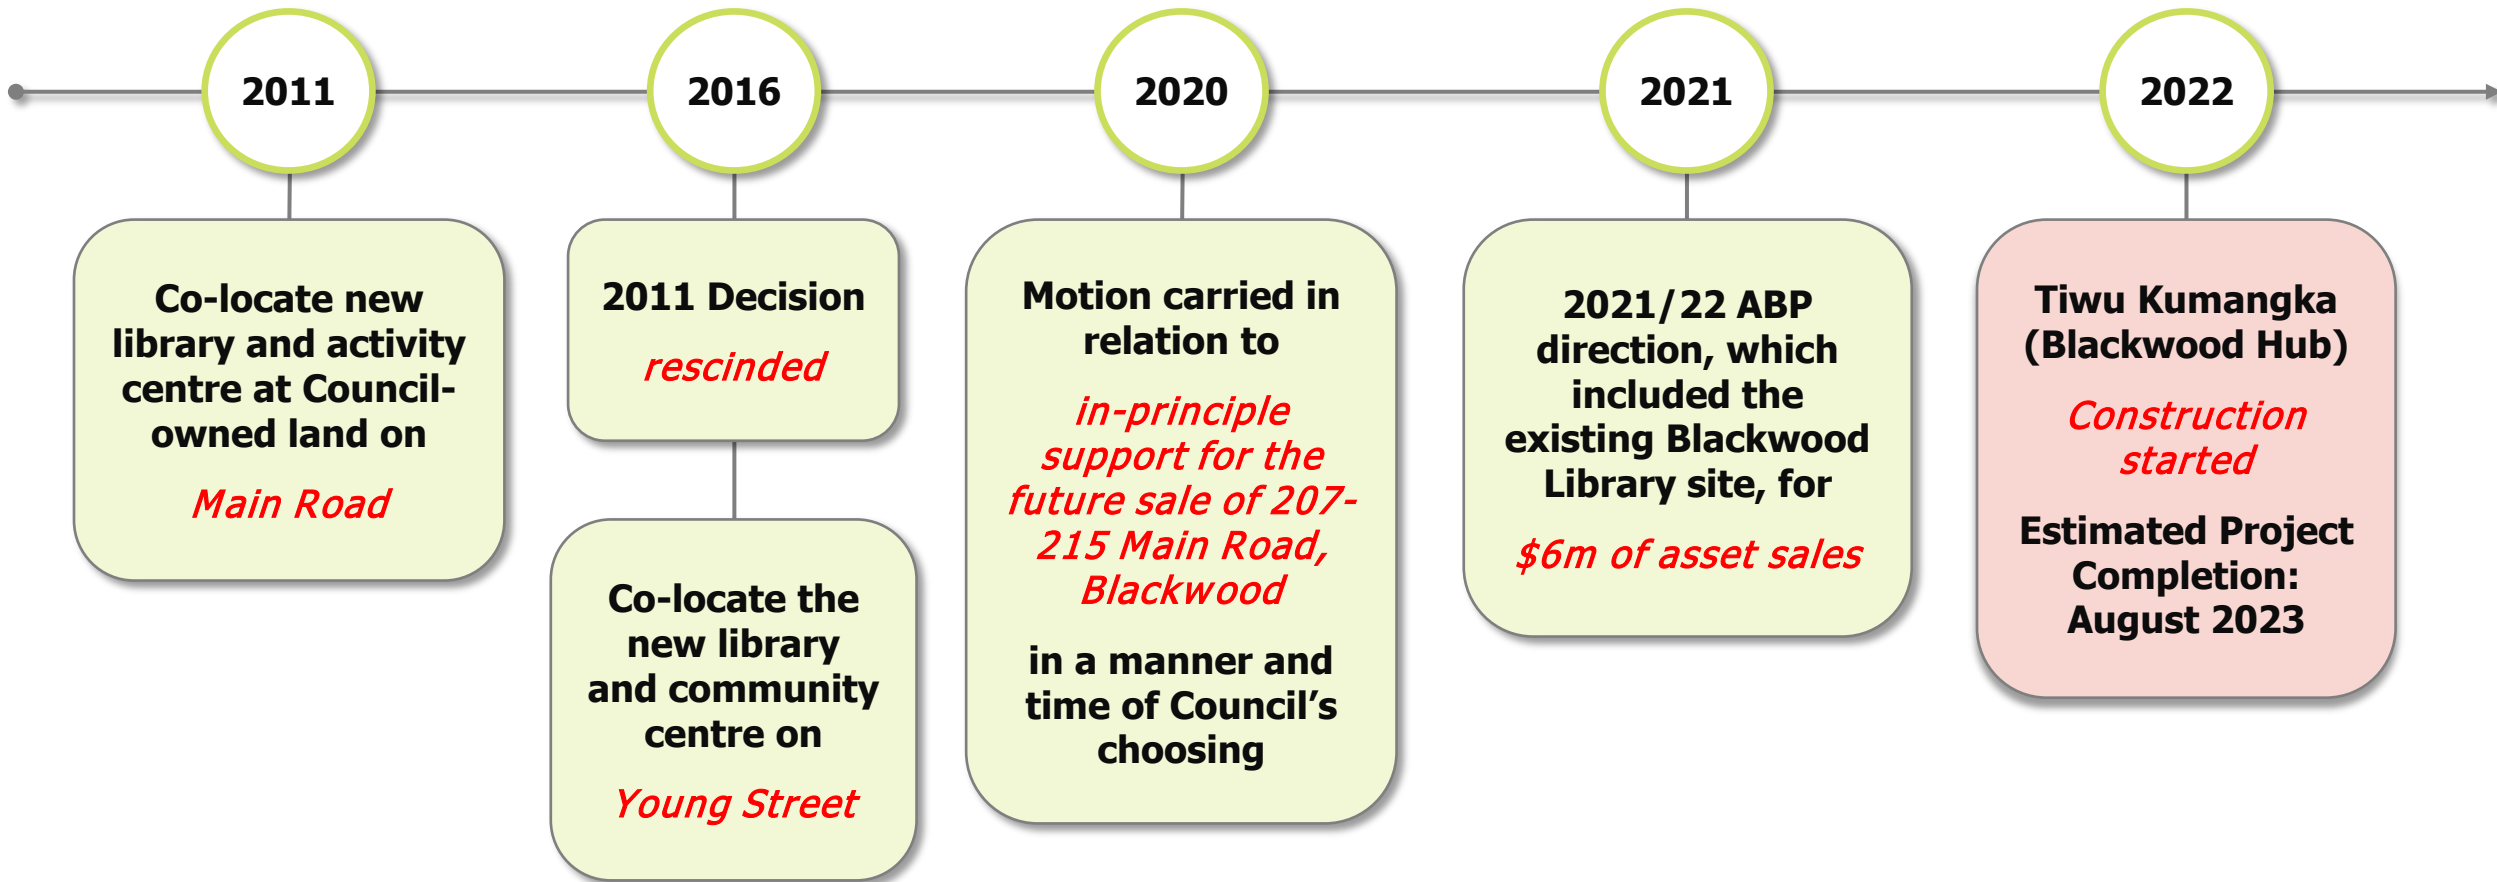 2011
Co-locate new
library and activity
centre at Council-
owned land on
Main Road
2016
2011 Decision
rescinded
Co-locate the
new library
and community
centre on
Young Street
2020
Motion carried in
relation to
in-principle
support for the
future sale of 207-
215 Main Road,
Blackwood
in a manner and
time of Council’s
choosing
2021
2021/22 ABP
direction, which
included the
existing Blackwood
Library site, for
$6m of asset sales
2022
Tiwu Kumangka
(Blackwood Hub)
Construction
started
Estimated Project
Completion:
August 2023